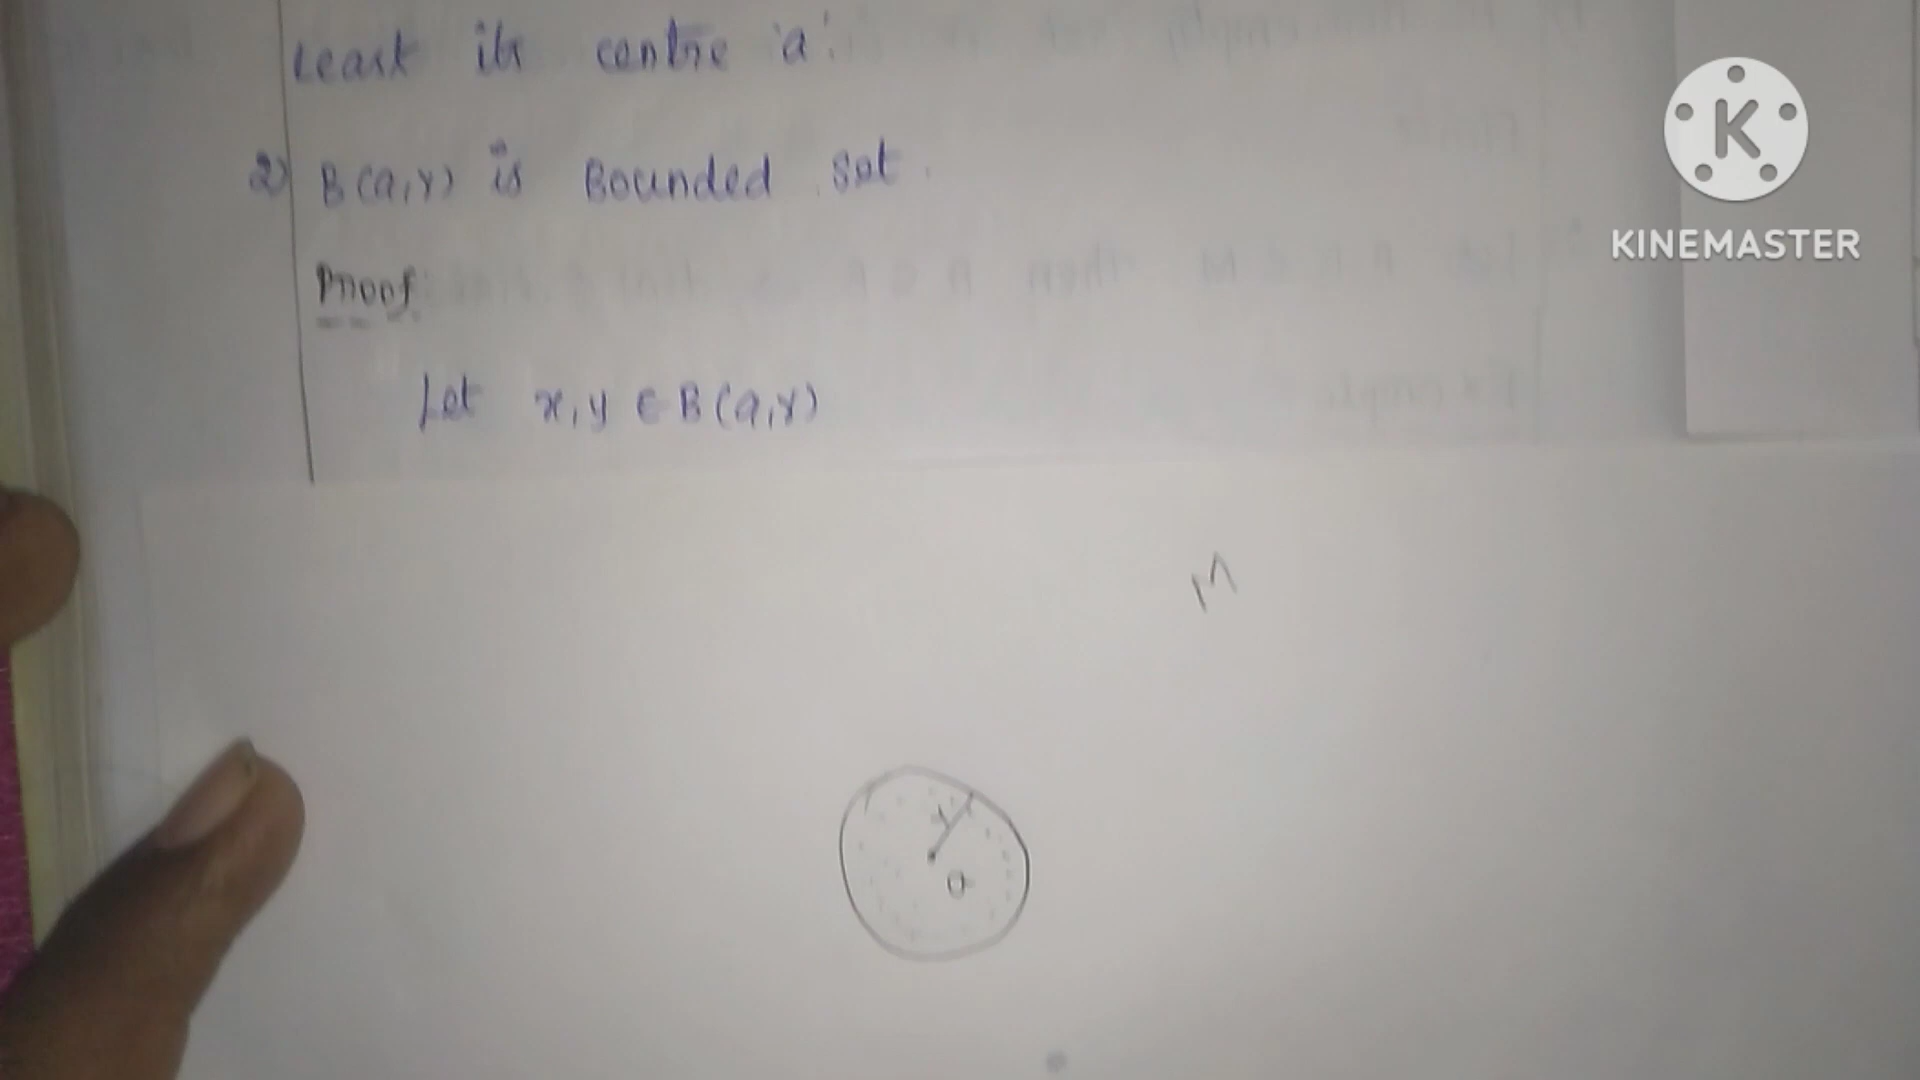 Least its centre 'a'.
2) B(a,r) is Bounded set.
Proof:
Let x,y ∈ B(a,r)
M
r
a
K
KINEMASTER